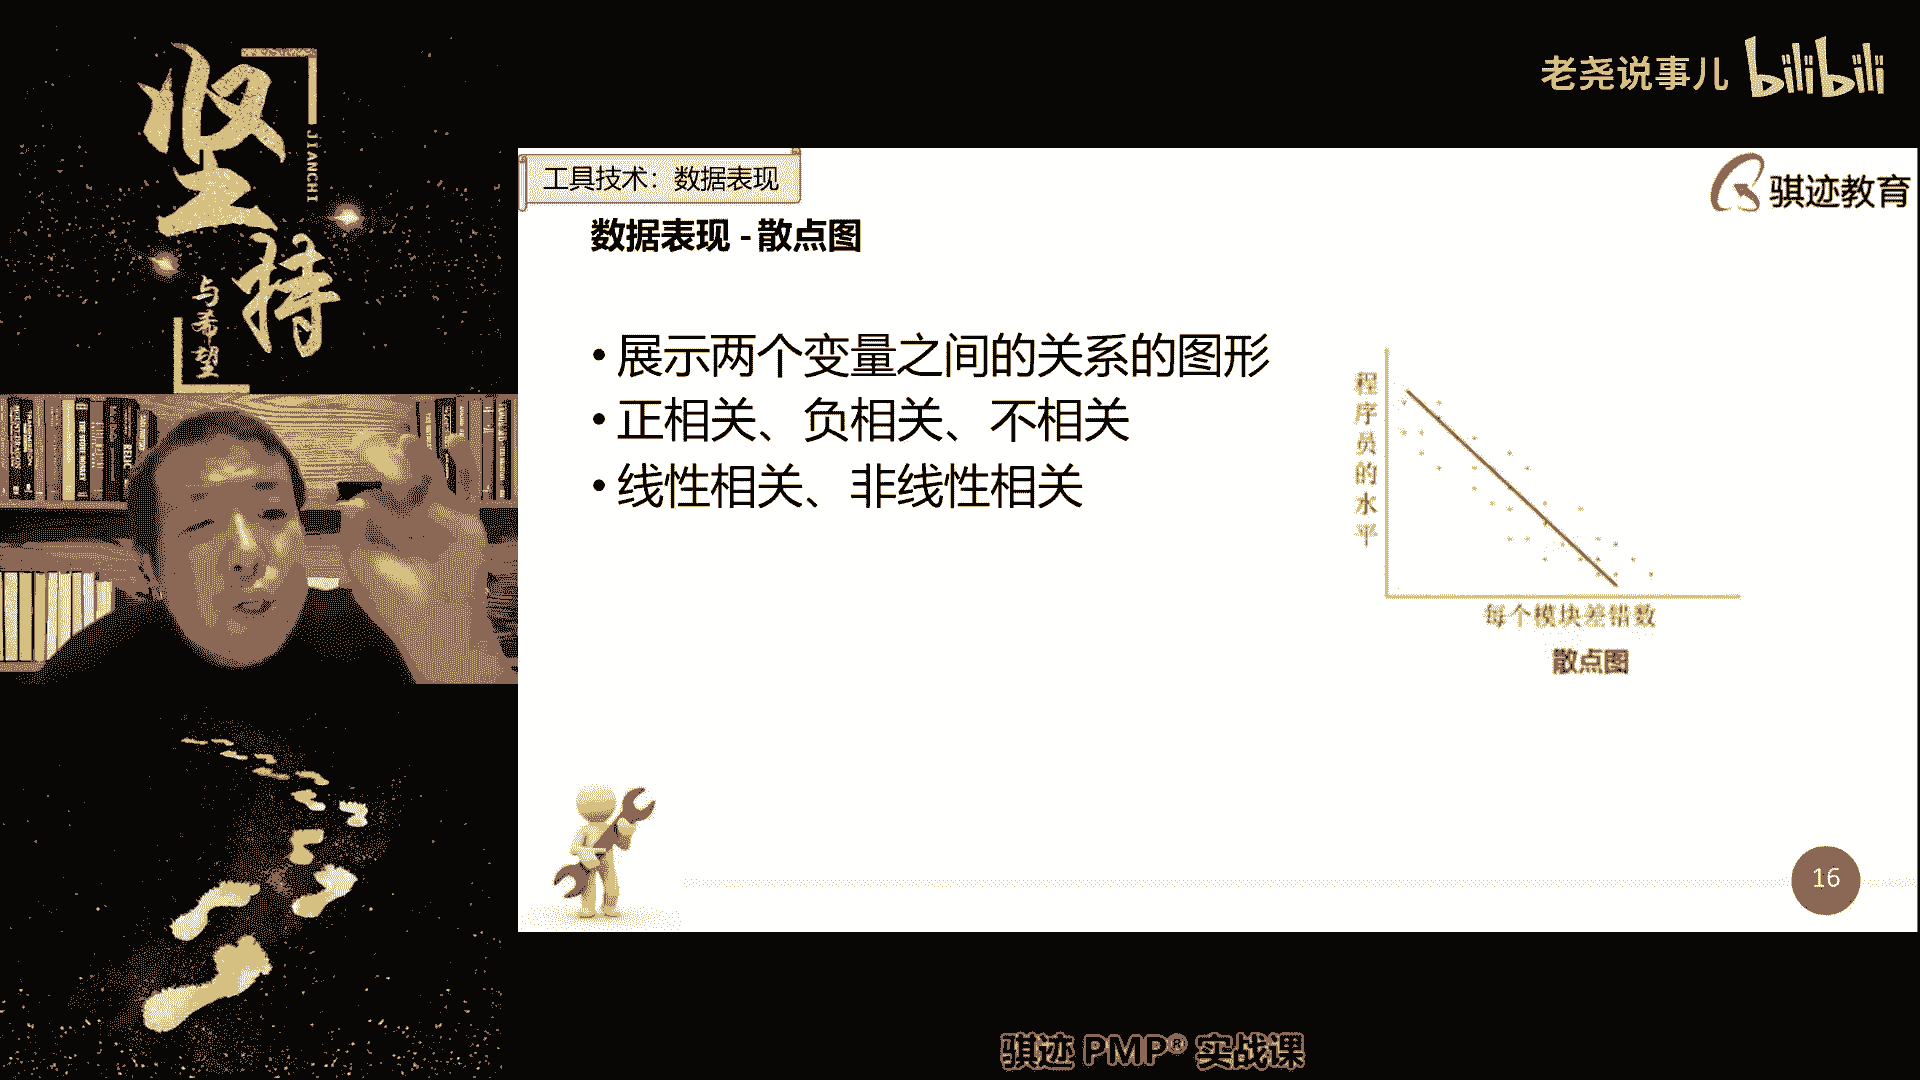 坚持
JIANCHI
与希望
老尧说事儿 bilibili
工具技术：数据表现
骐迹教育
数据表现 - 散点图
• 展示两个变量之间的关系的图形
• 正相关、负相关、不相关
• 线性相关、非线性相关
程序员的水平
每个模块差错数
散点图
16
骐迹 PMP® 实战课